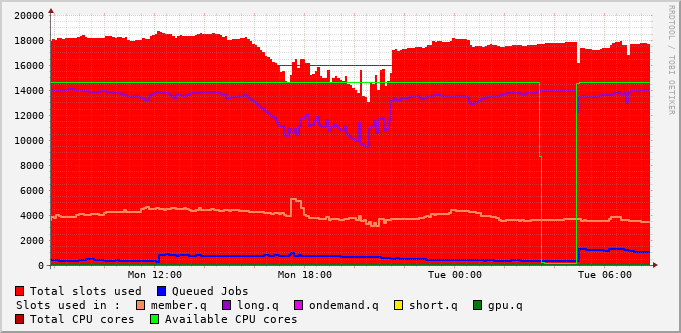 20000
18000
16000
14000
12000
10000
8000
6000
4000
2000
0
Mon 12:00 Mon 18:00 Tue 00:00 Tue 06:00
RRDTOOL / TOBI OETIKER
Total slots used Queued Jobs
Slots used in : member.q long.q ondemand.q short.q gpu.q
Total CPU cores Available CPU cores